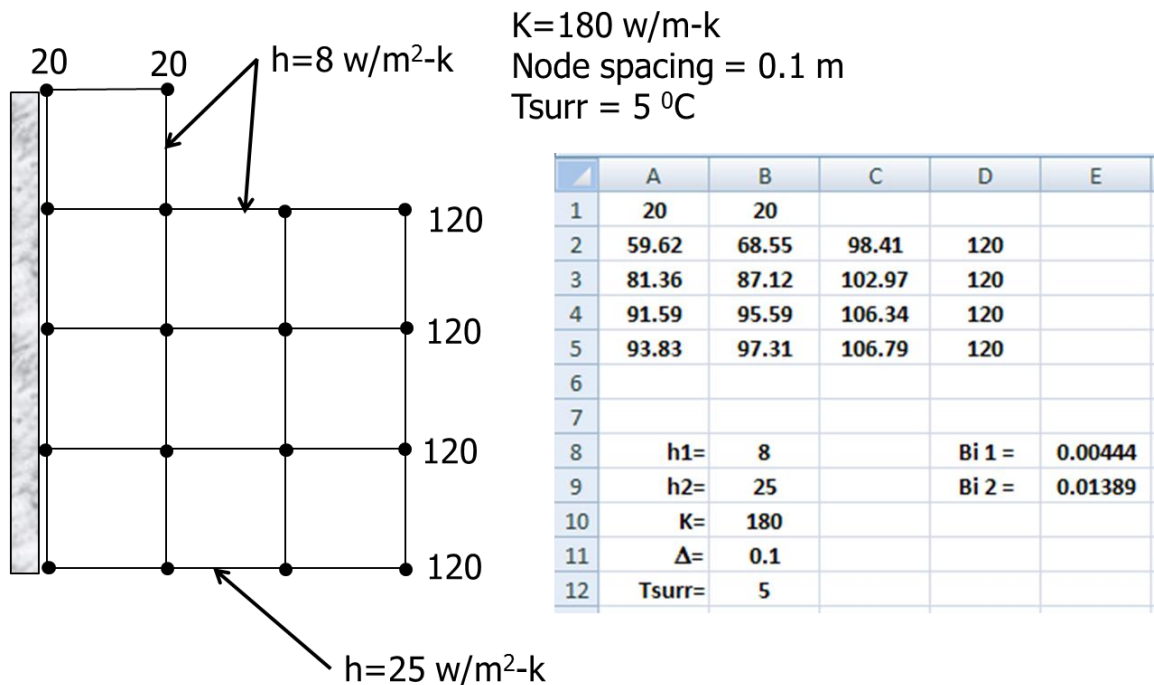 K=180 w/m-k
Node spacing = 0.1 m
Tsurr = 5 ⁰C
20 20 h=8 w/m²-k
120
120
120
120
h=25 w/m²-k
A B C D E
1 20 20
2 59.62 68.55 98.41 120
3 81.36 87.12 102.97 120
4 91.59 95.59 106.34 120
5 93.83 97.31 106.79 120
6
7
8 h1= 8 Bi 1 = 0.00444
9 h2= 25 Bi 2 = 0.01389
10 K= 180
11 Δ= 0.1
12 Tsurr= 5